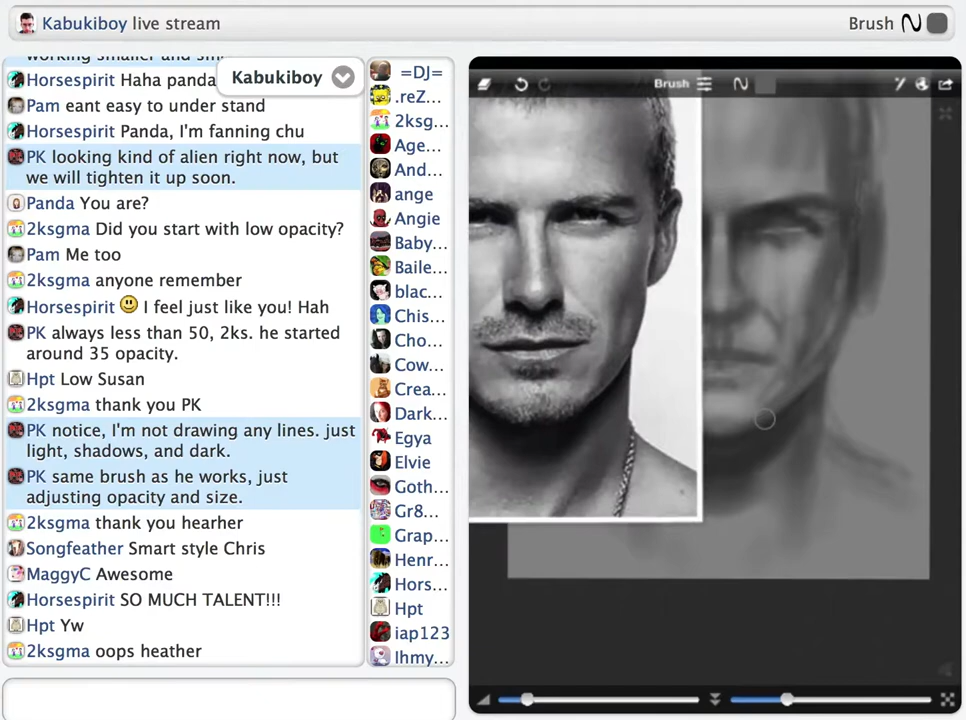 Kabukiboy live stream
Brush
working smaller and
Kabukiboy
Horsespirit Haha panda
Pam eant easy to under stand
Horsespirit Panda, I'm fanning chu
PK looking kind of alien right now, but
we will tighten it up soon.
Panda You are?
2ksgma Did you start with low opacity?
Pam Me too
2ksgma anyone remember
Horsespirit I feel just like you! Hah
PK always less than 50, 2ks. he started
around 35 opacity.
Hpt Low Susan
2ksgma thank you PK
PK notice, I'm not drawing any lines. just
light, shadows, and dark.
PK same brush as he works, just
adjusting opacity and size.
2ksgma thank you hearher
Songfeather Smart style Chris
MaggyC Awesome
Horsespirit SO MUCH TALENT!!!
Hpt Yw
2ksgma oops heather
=DJ=
.reZ...
2ksg...
Age...
And...
ange
Angie
Baby...
Baile...
blac...
Chis...
Cho...
Cow...
Crea...
Dark...
Egya
Elvie
Goth...
Gr8...
Grap...
Henr...
Hors...
Hpt
iap123
Ihmy...
Brush